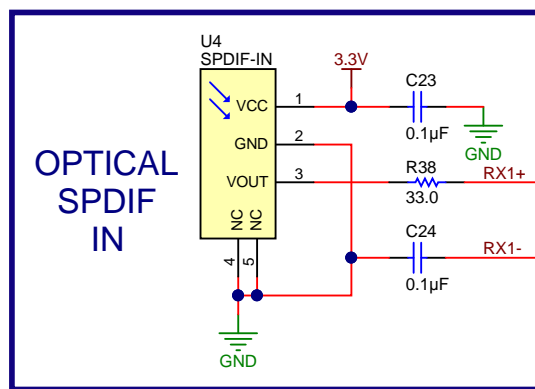 U4
SPDIF-IN
3.3V
C23
0.1µF
GND
VCC
1
GND
2
VOUT
3
NC
NC
4
5
R38
33.0
RX1+
C24
0.1µF
RX1-
GND
OPTICAL
SPDIF
IN